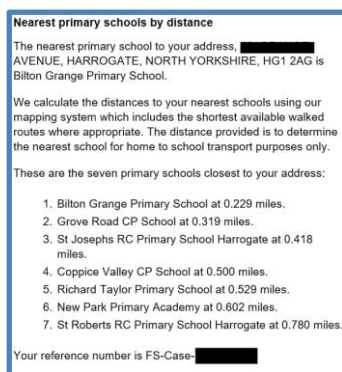 Nearest primary schools by distance
The nearest primary school to your address,
AVENUE, HARROGATE, NORTH YORKSHIRE, HG1 2AG is
Bilton Grange Primary School.
We calculate the distances to your nearest schools using our
mapping system which includes the shortest available walked
routes where appropriate. The distance provided is to determine
the nearest school for home to school transport purposes only.
These are the seven primary schools closest to your address:
1. Bilton Grange Primary School at 0.229 miles.
2. Grove Road CP School at 0.319 miles.
3. St Josephs RC Primary School Harrogate at 0.418
miles.
4. Coppice Valley CP School at 0.500 miles.
5. Richard Taylor Primary School at 0.529 miles.
6. New Park Primary Academy at 0.602 miles.
7. St Roberts RC Primary School Harrogate at 0.780 miles.
Your reference number is FS-Case-